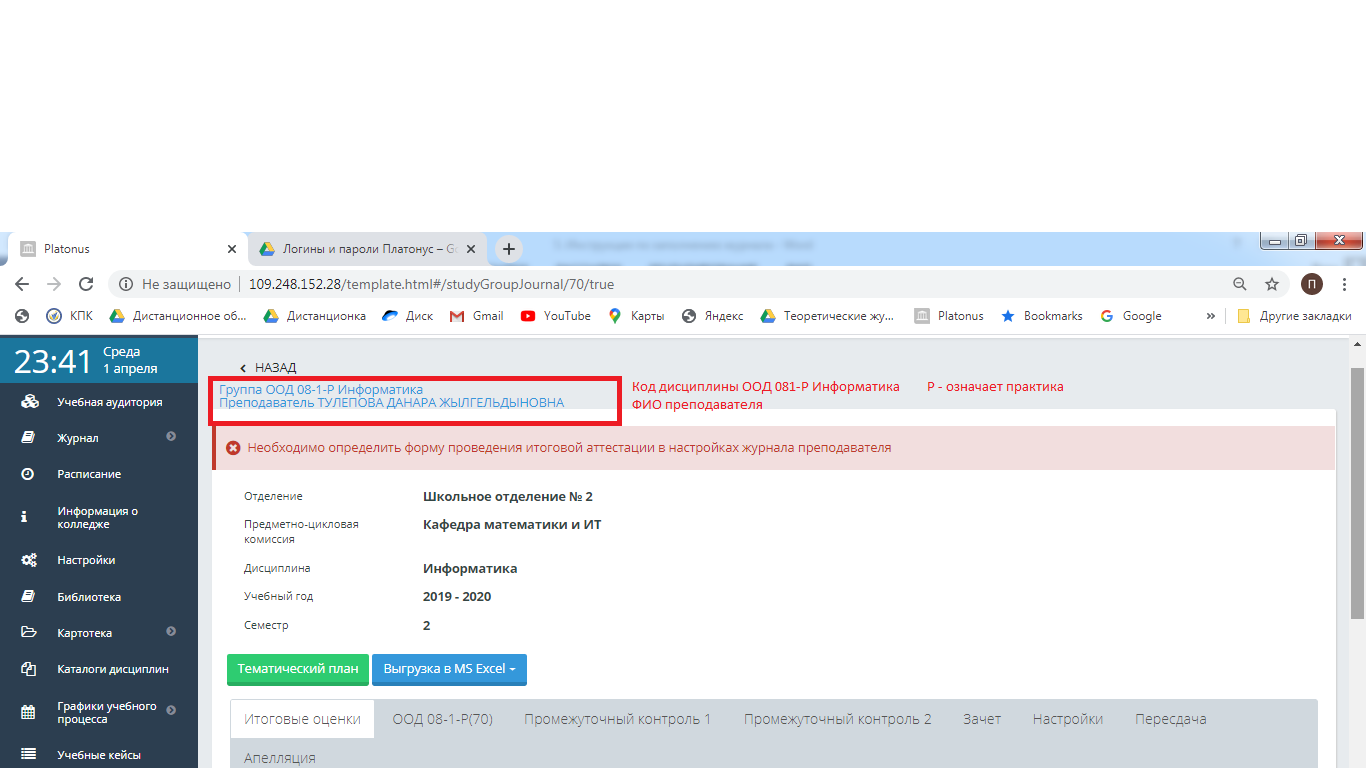 Platonus
Логины и пароли Платонус – Go
Не защищено | 109.248.152.28/template.html#/studyGroupJournal/70/true
П
КПК Дистанционное об... Дистанционка Диск Gmail YouTube Карты Яндекс Теоретические жу... Platonus Bookmarks Google » Другие закладки
23:41 Среда
1 апреля
НАЗАД
Группа ООД 08-1-Р Информатика
Преподаватель ТУЛЕПОВА ДАНАРА ЖЫЛГЕЛЬДЫНОВНА
Код дисциплины ООД 081-Р Информатика Р - означает практика
ФИО преподавателя
Необходимо определить форму проведения итоговой аттестации в настройках журнала преподавателя
Учебная аудитория
Журнал
Расписание
Информация о
колледже
Настройки
Библиотека
Картотека
Каталоги дисциплин
Графики учебного
процесса
Учебные кейсы
Отделение Школьное отделение № 2
Предметно-цикловая
комиссия
Кафедра математики и ИТ
Дисциплина Информатика
Учебный год 2019 - 2020
Семестр 2
Тематический план Выгрузка в MS Excel
Итоговые оценки ООД 08-1-Р(70) Промежуточный контроль 1 Промежуточный контроль 2 Зачет Настройки Пересдача
Апелляция